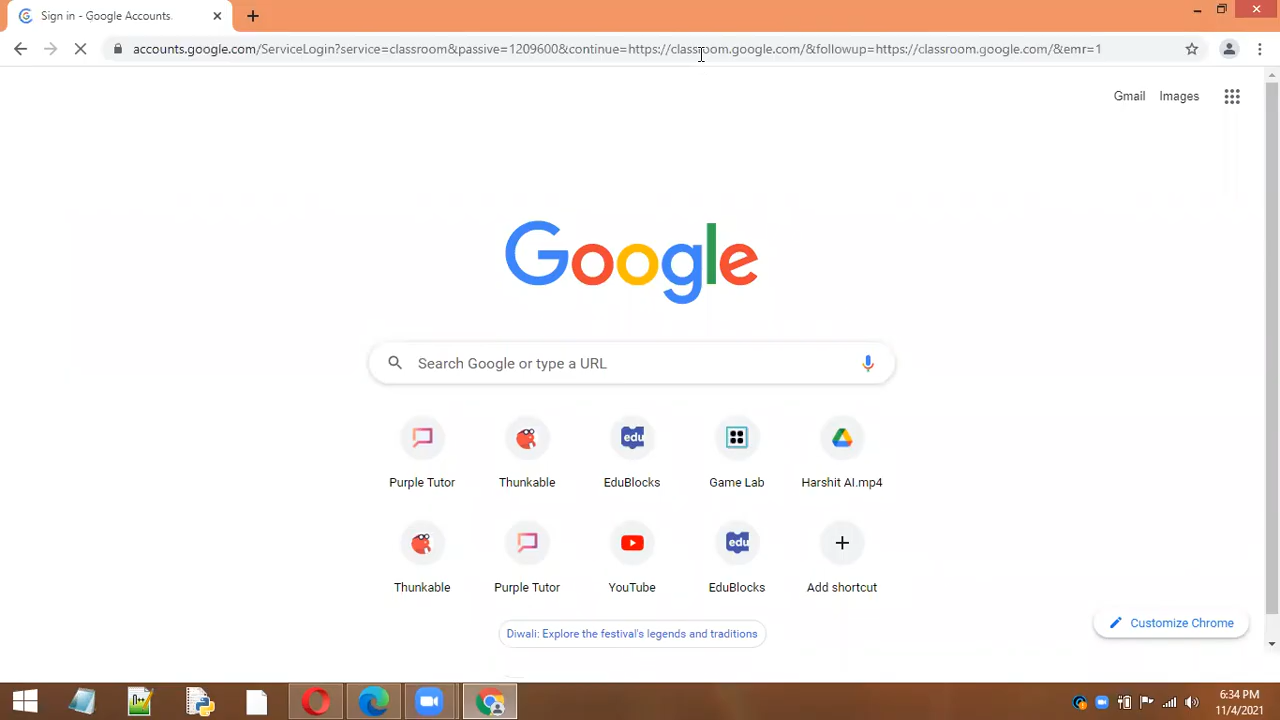 Sign in - Google Accounts
accounts.google.com/ServiceLogin?service=classroom&passive=1209600&continue=https://classroom.google.com/&followup=https://classroom.google.com/&emr=1
Gmail Images
Google
Search Google or type a URL
edu
Purple Tutor Thunkable EduBlocks Game Lab Harshit AI.mp4
edu
Thunkable Purple Tutor YouTube EduBlocks Add shortcut
Customize Chrome
Diwali: Explore the festival's legends and traditions
6:34 PM
11/4/2021